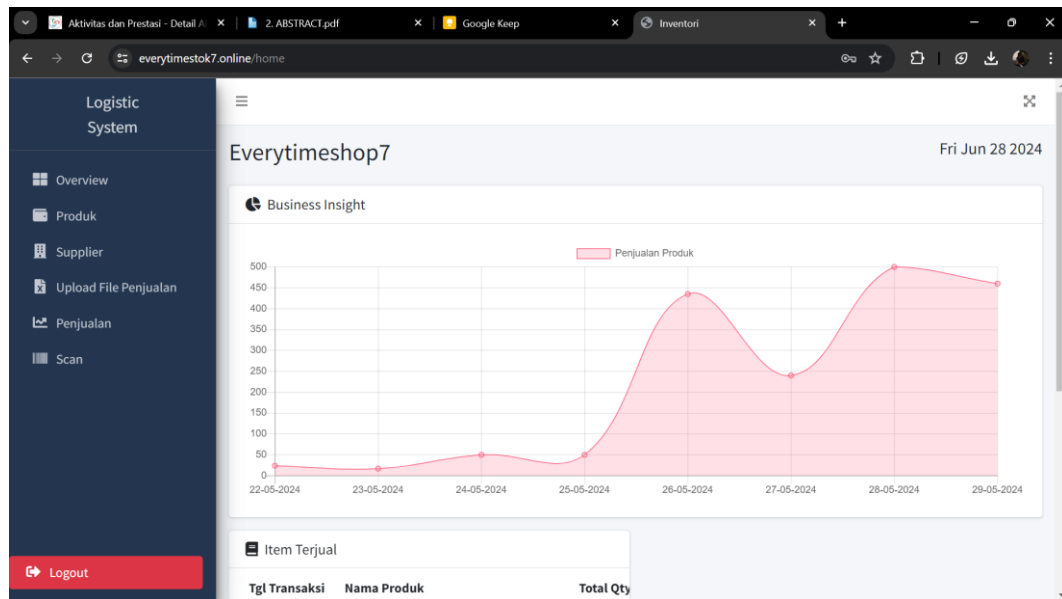 Aktivitas dan Prestasi - Detail A
2. ABSTRACT.pdf
Google Keep
Inventori
everytimestok7.online/home
Logistic
System
Overview
Produk
Supplier
Upload File Penjualan
Penjualan
Scan
Logout
Everytimeshop7
Fri Jun 28 2024
Business Insight
Penjualan Produk
500
450
400
350
300
250
200
150
100
50
0
22-05-2024 23-05-2024 24-05-2024 25-05-2024 26-05-2024 27-05-2024 28-05-2024 29-05-2024
Item Terjual
Tgl Transaksi Nama Produk Total Qty